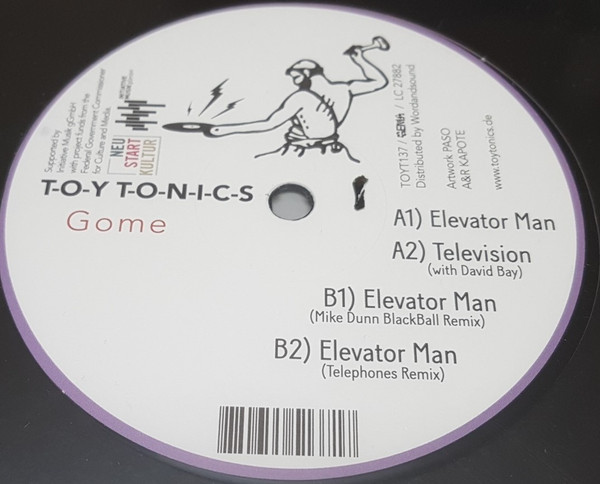 Supported by
Initiative Musik gGmbH
with project funds from the
Federal Government Commissioner
for Culture and Media
INITIATIVE
MUSIK
NEU
START
KULTUR
T-O-Y T-O-N-I-C-S
Gome
TOYT137 / GEMA / LC 27882
Distributed by Wordandsound
Artwork PASO
A&R KAPOTE
www.toytonics.de
A1) Elevator Man
A2) Television
(with David Bay)
B1) Elevator Man
(Mike Dunn BlackBall Remix)
B2) Elevator Man
(Telephones Remix)